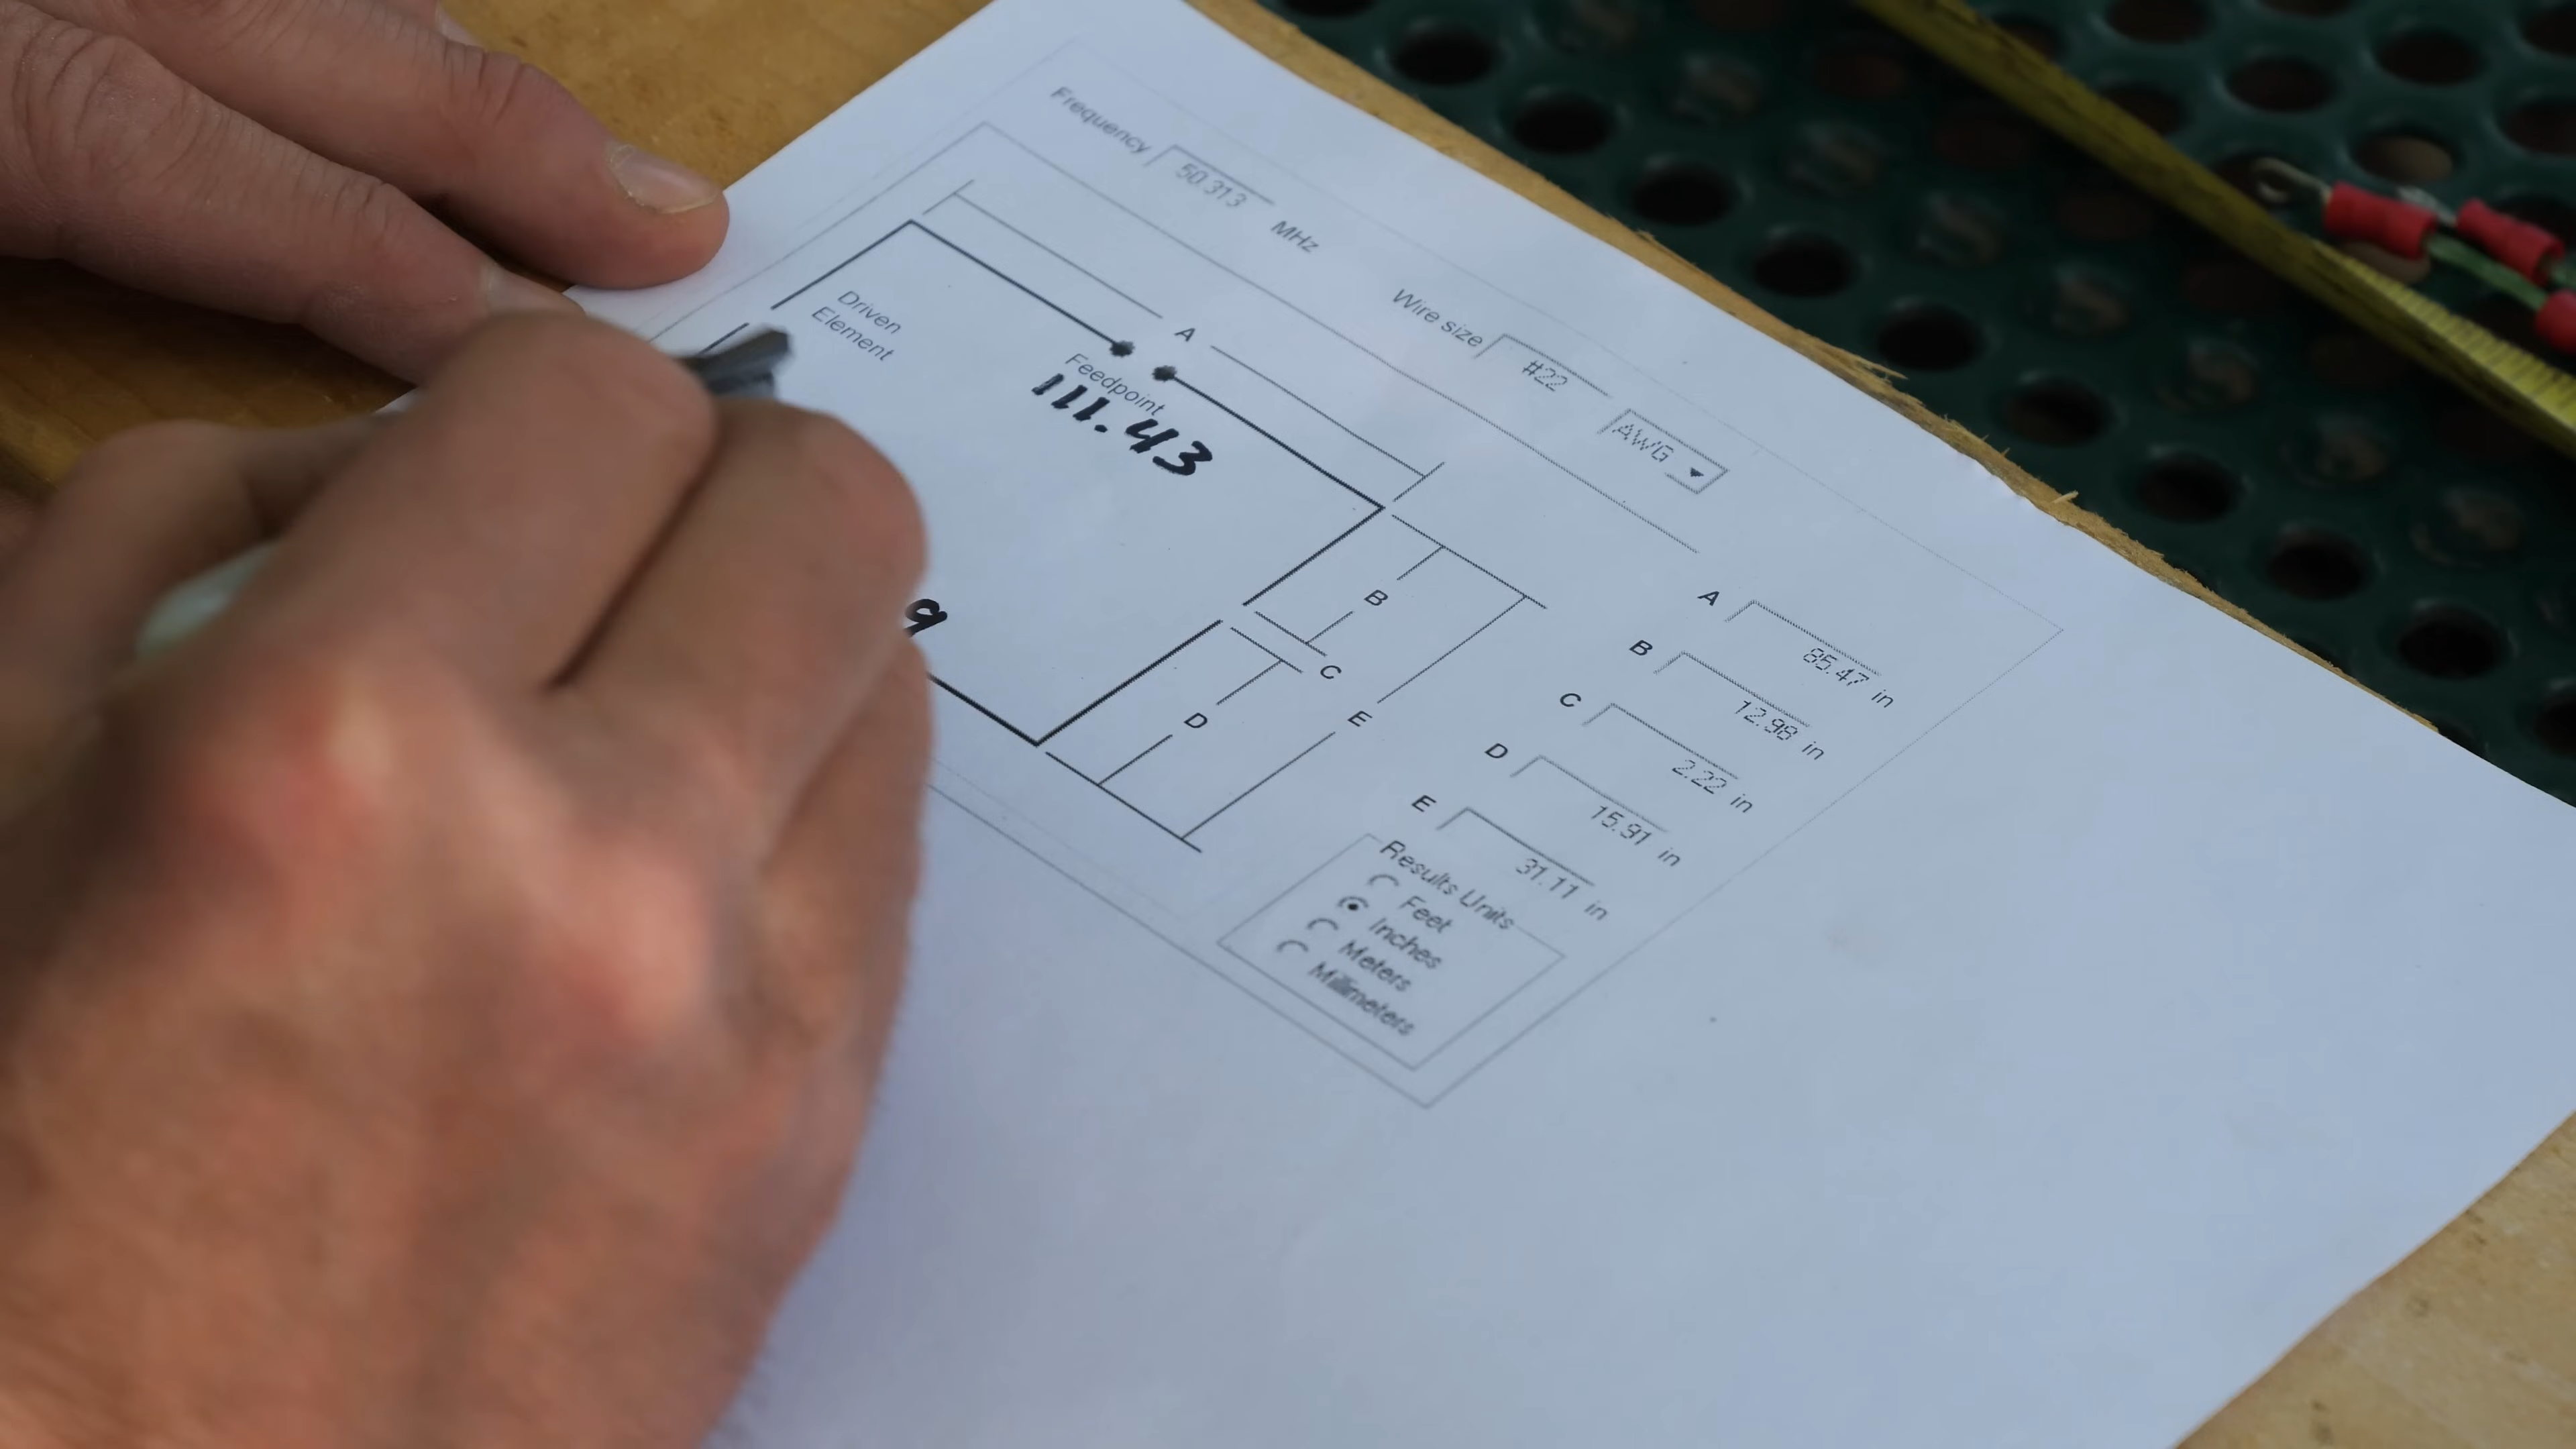 Frequency 50.313 MHz
Wire size #22 AWG
A
Driven
Element
Feedpoint
111.43
B
C
D
E
9
A 85.47 in
B 12.98 in
C 2.22 in
D 15.91 in
E 31.11 in
Results Units
Feet
Inches
Meters
Millimeters